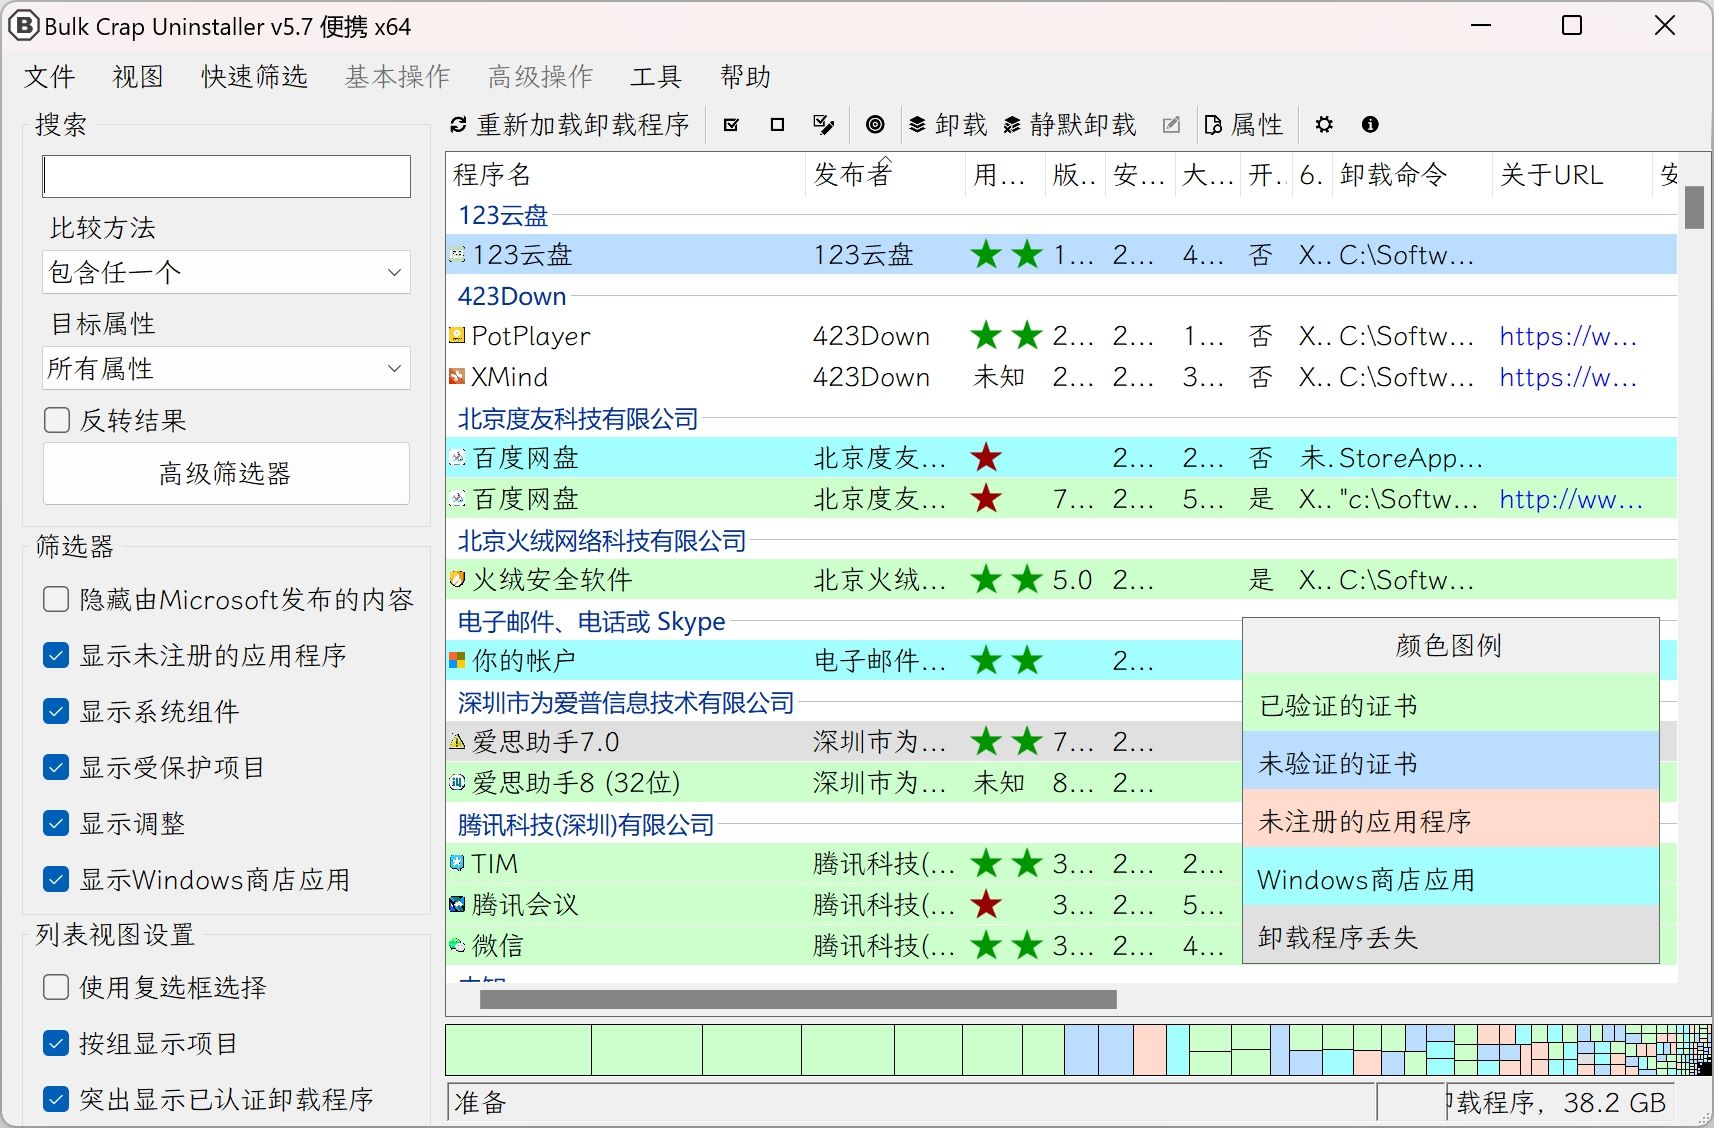 Bulk Crap Uninstaller v5.7 便携 x64
文件 视图 快速筛选 基本操作 高级操作 工具 帮助
搜索
比较方法
包含任一个
目标属性
所有属性
反转结果
高级筛选器
筛选器
隐藏由Microsoft发布的内容
显示未注册的应用程序
显示系统组件
显示受保护项目
显示调整
显示Windows商店应用
列表视图设置
使用复选框选择
按组显示项目
突出显示已认证卸载程序
重新加载卸载程序 卸载 静默卸载 属性
程序名 发布者 用... 版.. 安... 大... 开.. 6. 卸载命令 关于URL 安
123云盘
123云盘 123云盘 1... 2... 4... 否 X.. C:\Softw...
423Down
PotPlayer 423Down 2... 2... 1... 否 X.. C:\Softw... https://w...
XMind 423Down 未知 2... 2... 3... 否 X.. C:\Softw... https://w...
北京度友科技有限公司
百度网盘 北京度友... 2... 2... 否 未. StoreApp...
百度网盘 北京度友... 7... 2... 5... 是 X.. "c:\Softw... http://ww...
北京火绒网络科技有限公司
火绒安全软件 北京火绒... 5.0 2... 是 X.. C:\Softw...
电子邮件、电话或 Skype
你的帐户 电子邮件... 2...
深圳市为爱普信息技术有限公司
爱思助手7.0 深圳市为... 7... 2...
爱思助手8 (32位) 深圳市为... 未知 8... 2...
腾讯科技(深圳)有限公司
TIM 腾讯科技(... 3... 2... 2...
腾讯会议 腾讯科技(... 3... 2... 5...
微信 腾讯科技(... 3... 2... 4...
颜色图例
已验证的证书
未验证的证书
未注册的应用程序
Windows商店应用
卸载程序丢失
准备
载程序, 38.2 GB